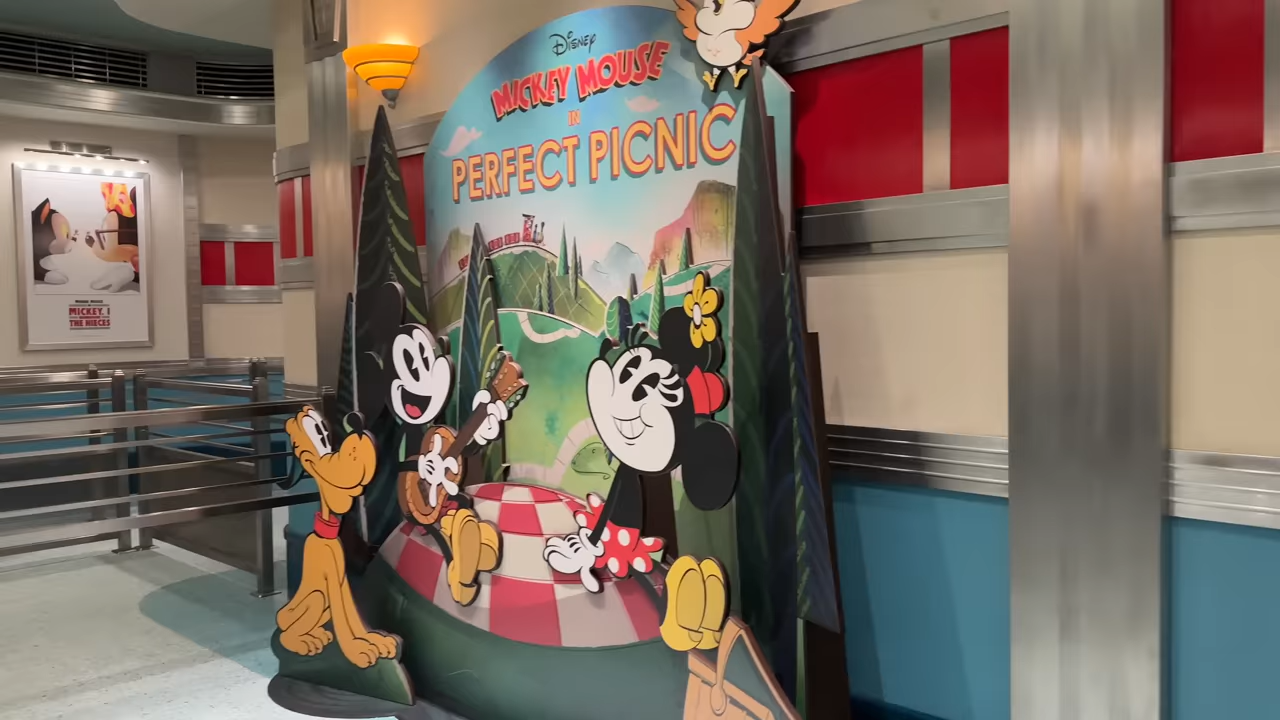 Disney
MICKEY MOUSE
IN
PERFECT PICNIC
MICKEY, I
THE NIECES